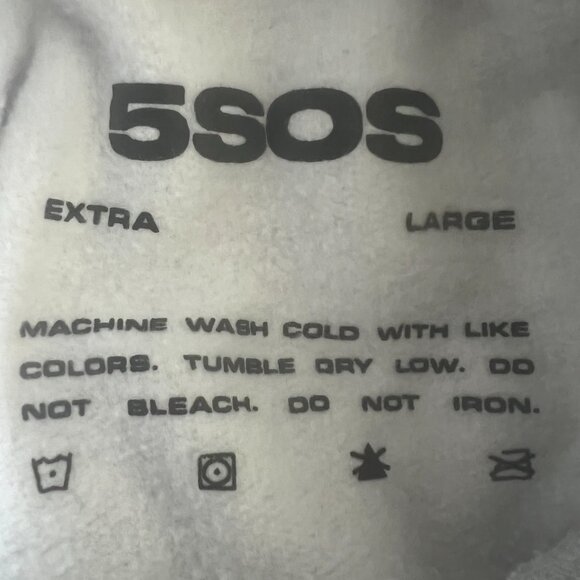 5SOS
EXTRA LARGE
MACHINE WASH COLD WITH LIKE
COLORS. TUMBLE DRY LOW. DO
NOT BLEACH. DO NOT IRON.